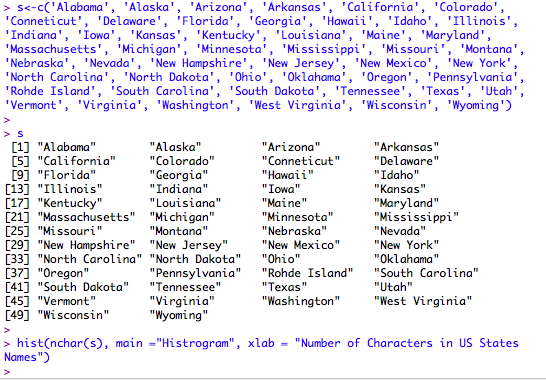 > s<-c('Alabama', 'Alaska', 'Arizona', 'Arkansas', 'California', 'Colorado',
'Conneticut', 'Delaware', 'Florida', 'Georgia', 'Hawaii', 'Idaho', 'Illinois',
'Indiana', 'Iowa', 'Kansas', 'Kentucky', 'Louisiana', 'Maine', 'Maryland',
'Massachusetts', 'Michigan', 'Minnesota', 'Mississippi', 'Missouri', 'Montana',
'Nebraska', 'Nevada', 'New Hampshire', 'New Jersey', 'New Mexico', 'New York',
'North Carolina', 'North Dakota', 'Ohio', 'Oklahoma', 'Oregon', 'Pennsylvania',
'Rohde Island', 'South Carolina', 'South Dakota', 'Tennessee', 'Texas', 'Utah',
'Vermont', 'Virginia', 'Washington', 'West Virginia', 'Wisconsin', 'Wyoming')
>
> s
[1] "Alabama" "Alaska" "Arizona" "Arkansas"
[5] "California" "Colorado" "Conneticut" "Delaware"
[9] "Florida" "Georgia" "Hawaii" "Idaho"
[13] "Illinois" "Indiana" "Iowa" "Kansas"
[17] "Kentucky" "Louisiana" "Maine" "Maryland"
[21] "Massachusetts" "Michigan" "Minnesota" "Mississippi"
[25] "Missouri" "Montana" "Nebraska" "Nevada"
[29] "New Hampshire" "New Jersey" "New Mexico" "New York"
[33] "North Carolina" "North Dakota" "Ohio" "Oklahoma"
[37] "Oregon" "Pennsylvania" "Rohde Island" "South Carolina"
[41] "South Dakota" "Tennessee" "Texas" "Utah"
[45] "Vermont" "Virginia" "Washington" "West Virginia"
[49] "Wisconsin" "Wyoming"
>
> hist(nchar(s), main ="Histrogram", xlab = "Number of Characters in US States
Names")
>